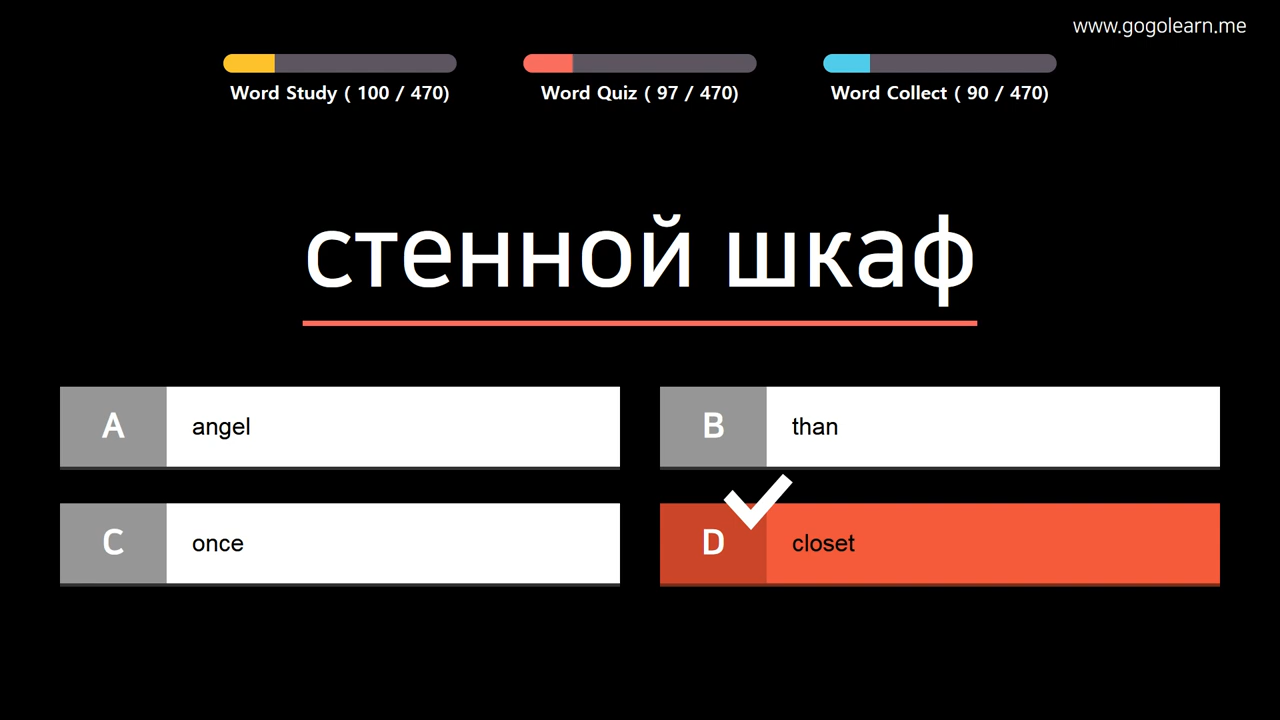 www.gogolearn.me
Word Study ( 100 / 470)
Word Quiz ( 97 / 470)
Word Collect ( 90 / 470)
стенной шкаф
A angel
B than
C once
D closet